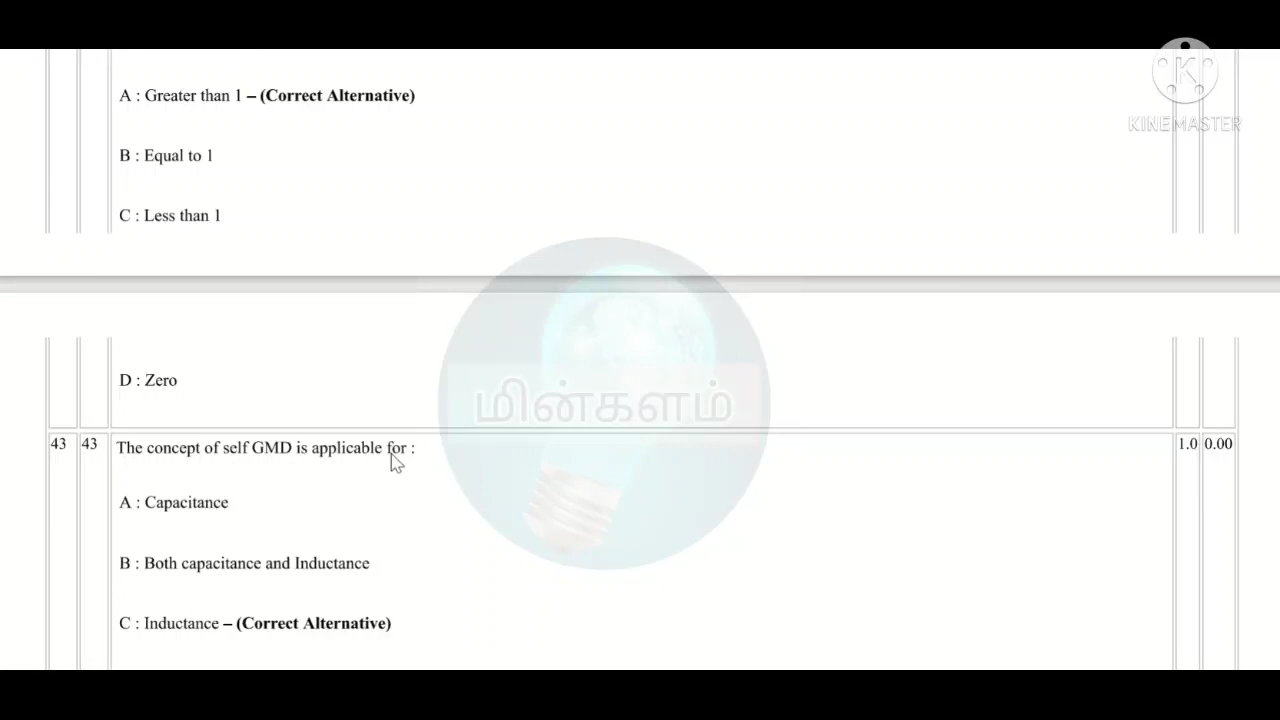 A : Greater than 1 – (Correct Alternative)
KINEMASTER
B : Equal to 1
C : Less than 1
D : Zero
மின்களம்
43 43 The concept of self GMD is applicable for : 1.0 0.00
A : Capacitance
B : Both capacitance and Inductance
C : Inductance – (Correct Alternative)